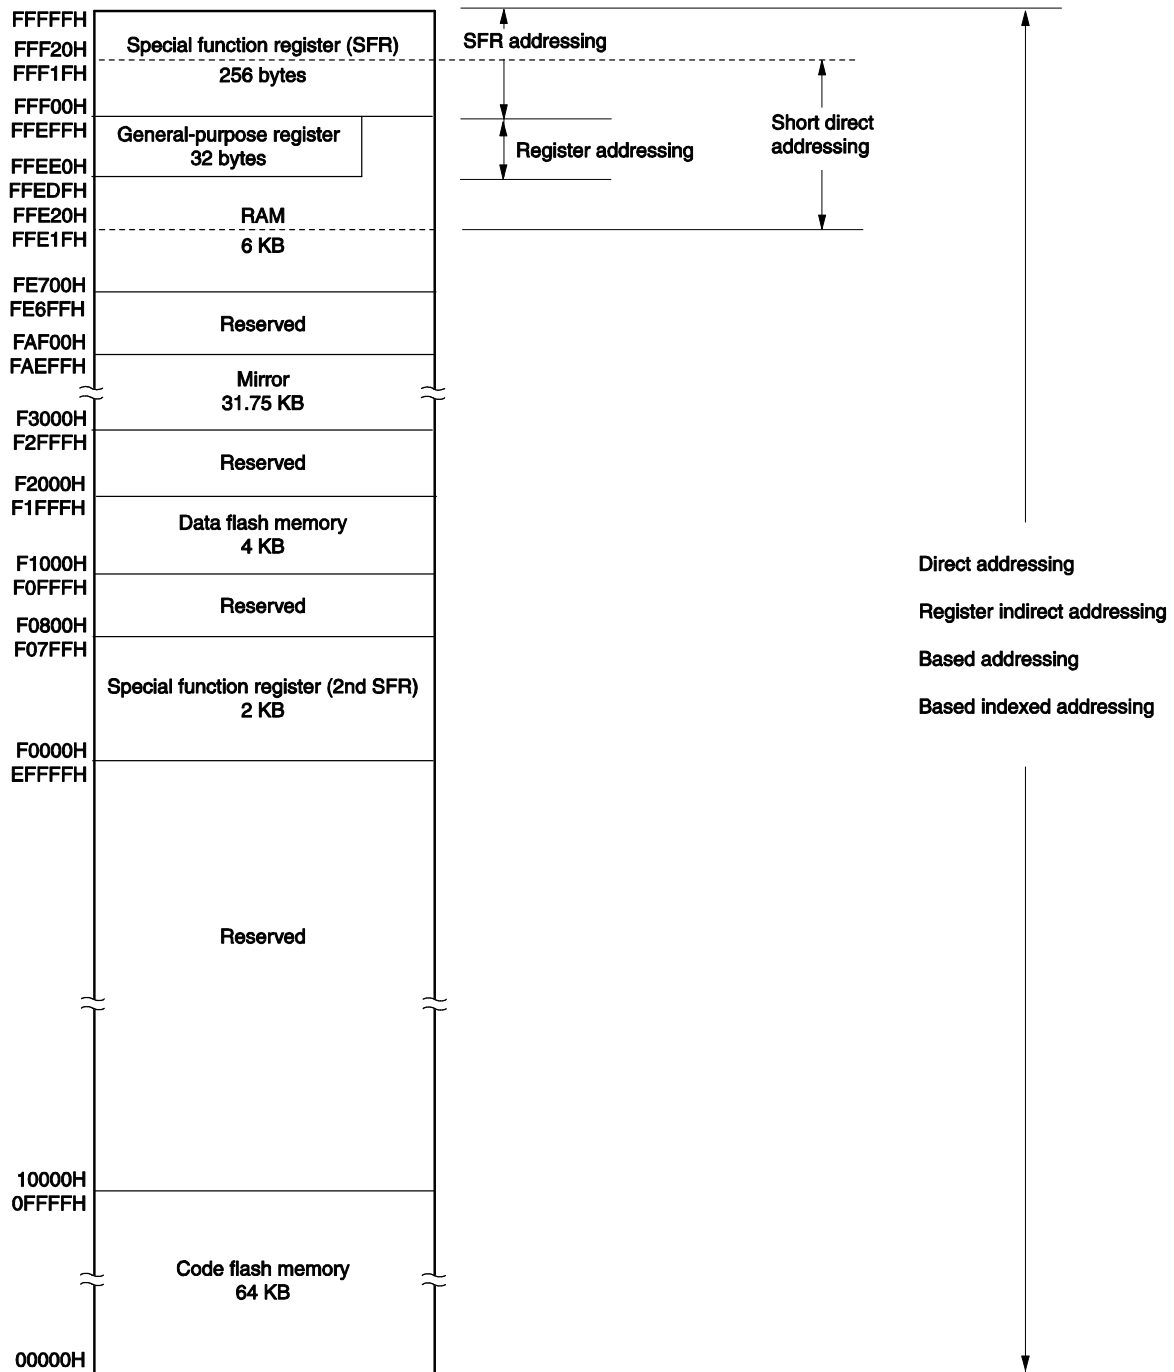 FFFFFH
Special function register (SFR)
SFR addressing
FFF20H
FFF1FH
256 bytes
FFF00H
FFEFFH
General-purpose register
32 bytes
Register addressing
Short direct
addressing
FFEE0H
FFEDFH
FFE20H
RAM
FFE1FH
6 KB
FE700H
FE6FFH
Reserved
FAF00H
FAEFFH
Mirror
31.75 KB
F3000H
F2FFFH
Reserved
F2000H
F1FFFH
Data flash memory
4 KB
F1000H
F0FFFH
Direct addressing
Reserved
Register indirect addressing
F0800H
F07FFH
Based addressing
Special function register (2nd SFR)
2 KB
Based indexed addressing
F0000H
EFFFFH
Reserved
10000H
0FFFFH
Code flash memory
64 KB
00000H